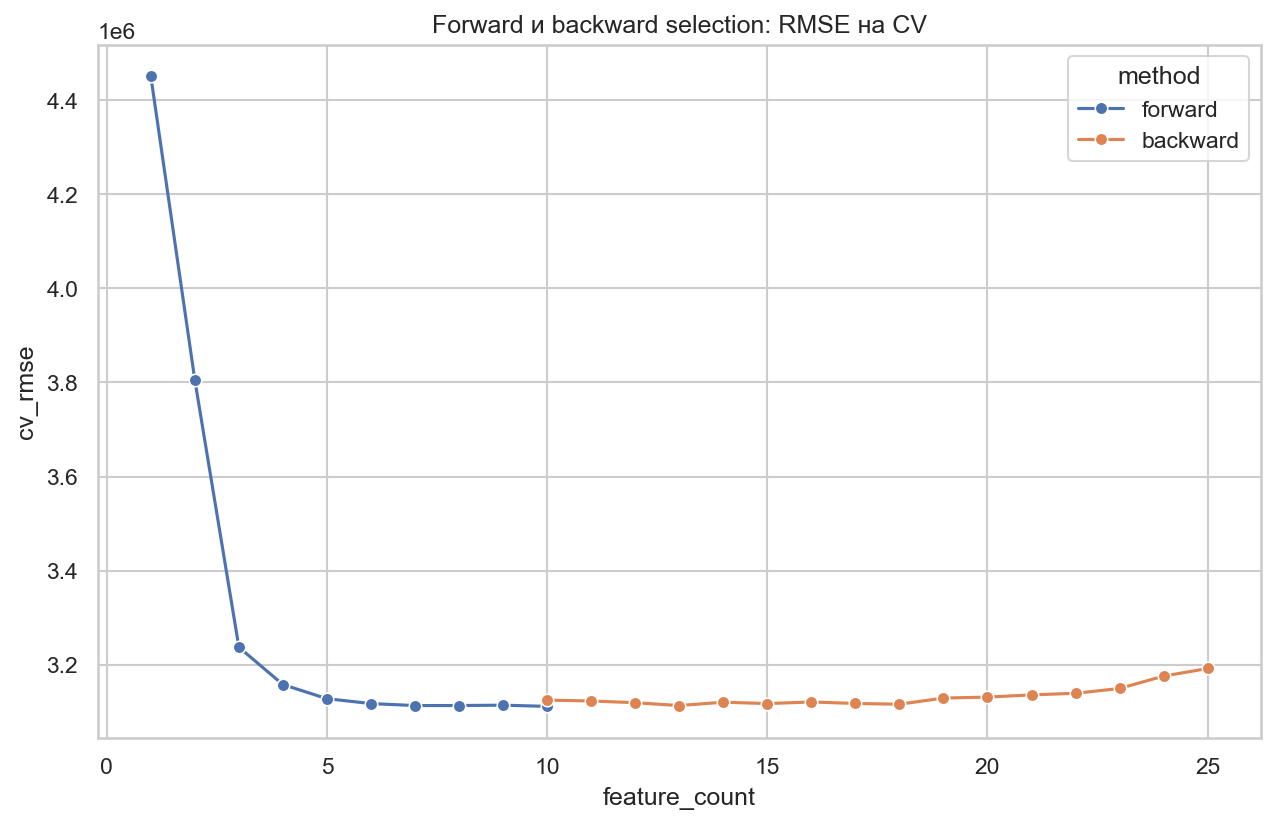 Forward и backward selection: RMSE на CV
1e6
4.4
4.2
4.0
3.8
3.6
3.4
3.2
cv_rmse
method
forward
backward
0 5 10 15 20 25
feature_count